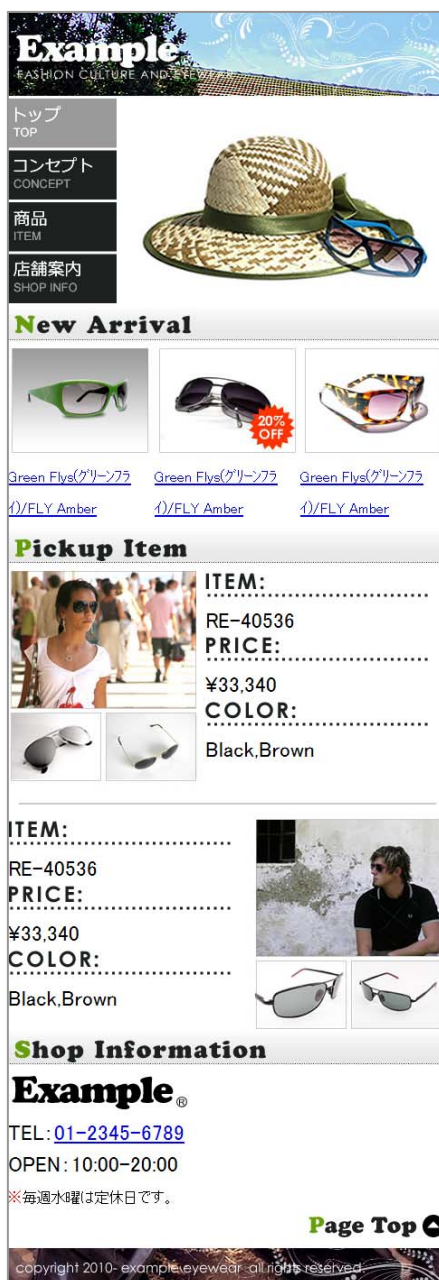 Example
FASHION CULTURE AND EYEWEAR
トップ
TOP
コンセプト
CONCEPT
商品
ITEM
店舗案内
SHOP INFO
New Arrival
20%
OFF
Green Flys(ｸﾞﾘｰﾝﾌﾗ
ｲ)/FLY Amber
Green Flys(ｸﾞﾘｰﾝﾌﾗ
ｲ)/FLY Amber
Green Flys(ｸﾞﾘｰﾝﾌﾗ
ｲ)/FLY Amber
Pickup Item
ITEM:
RE-40536
PRICE:
¥33,340
COLOR:
Black,Brown
ITEM:
RE-40536
PRICE:
¥33,340
COLOR:
Black,Brown
Shop Information
Example®
TEL:01-2345-6789
OPEN:10:00-20:00
※毎週水曜は定休日です。
Page Top
copyright 2010- example eyewear all rights reserved.